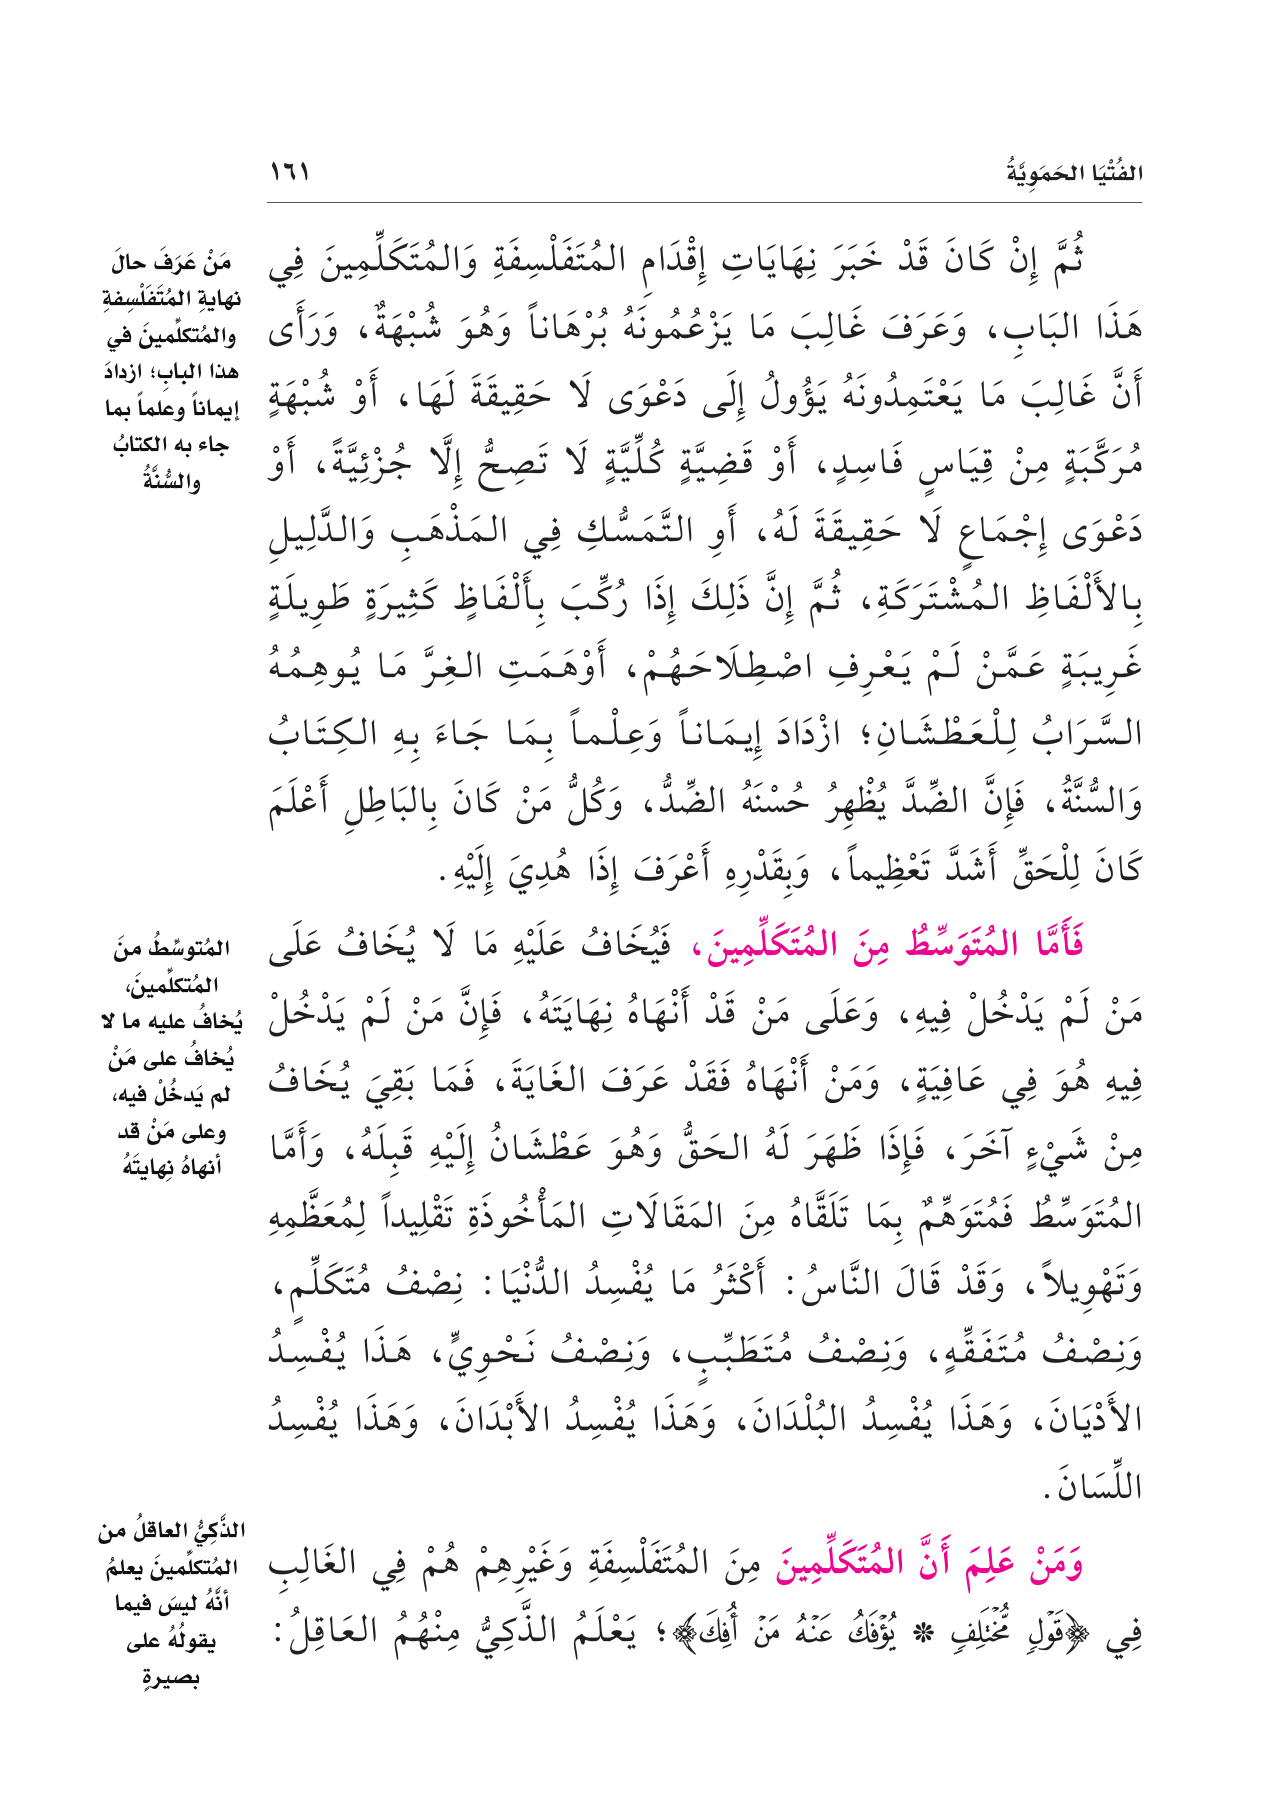 الفُتْيَا الحَمَوِيَّةُ
١٦١
ثُمَّ إِنْ كَانَ قَدْ خَبَرَ نِهَايَاتِ إِقْدَامِ المُتَفَلْسِفَةِ وَالمُتَكَلِّمِينَ فِي
هَذَا البَابِ، وَعَرَفَ غَالِبَ مَا يَزْعُمُونَهُ بُرْهَاناً وَهُوَ شُبْهَةٌ، وَرَأَى
أَنَّ غَالِبَ مَا يَعْتَمِدُونَهُ يَؤُولُ إِلَى دَعْوَى لَا حَقِيقَةَ لَهَا، أَوْ شُبْهَةٍ
مُرَكَّبَةٍ مِنْ قِيَاسٍ فَاسِدٍ، أَوْ قَضِيَّةٍ كُلِّيَّةٍ لَا تَصِحُّ إِلَّا جُزْئِيَّةً، أَوْ
دَعْوَى إِجْمَاعٍ لَا حَقِيقَةَ لَهُ، أَوِ التَّمَسُّكِ فِي المَذْهَبِ وَالدَّلِيلِ
بِالأَلْفَاظِ المُشْتَرَكَةِ، ثُمَّ إِنَّ ذَلِكَ إِذَا رُكِّبَ بِأَلْفَاظٍ كَثِيرَةٍ طَوِيلَةٍ
غَرِيبَةٍ عَمَّنْ لَمْ يَعْرِفِ اصْطِلَاحَهُمْ، أَوْهَمَتِ الغِرَّ مَا يُوهِمُهُ
السَّرَابُ لِلْعَطْشَانِ؛ ازْدَادَ إِيمَاناً وَعِلْماً بِمَا جَاءَ بِهِ الكِتَابُ
وَالسُّنَّةُ، فَإِنَّ الضِّدَّ يُظْهِرُ حُسْنَهُ الضِّدُّ، وَكُلُّ مَنْ كَانَ بِالبَاطِلِ أَعْلَمَ
كَانَ لِلْحَقِّ أَشَدَّ تَعْظِيماً، وَبِقَدْرِهِ أَعْرَفَ إِذَا هُدِيَ إِلَيْهِ.
مَنْ عَرَفَ حالَ
نهايةِ المُتَفَلْسِفةِ
والمُتكلِّمينَ في
هذا البابِ؛ ازدادَ
إيماناً وعلماً بما
جاء به الكتابُ
والسُّنَّةُ
فَأَمَّا المُتَوَسِّطُ مِنَ المُتَكَلِّمِينَ، فَيُخَافُ عَلَيْهِ مَا لَا يُخَافُ عَلَى
مَنْ لَمْ يَدْخُلْ فِيهِ، وَعَلَى مَنْ قَدْ أَنْهَاهُ نِهَايَتَهُ، فَإِنَّ مَنْ لَمْ يَدْخُلْ
فِيهِ هُوَ فِي عَافِيَةٍ، وَمَنْ أَنْهَاهُ فَقَدْ عَرَفَ الغَايَةَ، فَمَا بَقِيَ يُخَافُ
مِنْ شَيْءٍ آخَرَ، فَإِذَا ظَهَرَ لَهُ الحَقُّ وَهُوَ عَطْشَانُ إِلَيْهِ قَبِلَهُ، وَأَمَّا
المُتَوَسِّطُ فَمُتَوَهِّمٌ بِمَا تَلَقَّاهُ مِنَ المَقَالَاتِ المَأْخُوذَةِ تَقْلِيداً لِمُعَظَّمِهِ
وَتَهْوِيلاً، وَقَدْ قَالَ النَّاسُ: أَكْثَرُ مَا يُفْسِدُ الدُّنْيَا: نِصْفُ مُتَكَلِّمٍ،
وَنِصْفُ مُتَفَقِّهٍ، وَنِصْفُ مُتَطَبِّبٍ، وَنِصْفُ نَحْوِيٍّ، هَذَا يُفْسِدُ
الأَدْيَانَ، وَهَذَا يُفْسِدُ البُلْدَانَ، وَهَذَا يُفْسِدُ الأَبْدَانَ، وَهَذَا يُفْسِدُ
اللِّسَانَ.
المُتوسِّطُ منَ
المُتكلِّمينَ،
يُخافُ عليه ما لا
يُخافُ على مَنْ
لم يَدخُلْ فيه،
وعلى مَنْ قد
أنهاهُ نِهايتَهُ
وَمَنْ عَلِمَ أَنَّ المُتَكَلِّمِينَ مِنَ المُتَفَلْسِفَةِ وَغَيْرِهِمْ هُمْ فِي الغَالِبِ
فِي ﴿قَوْلٍ مُّخْتَلِفٍ * يُؤْفَكُ عَنْهُ مَنْ أُفِكَ﴾؛ يَعْلَمُ الذَّكِيُّ مِنْهُمُ العَاقِلُ:
الذَّكِيُّ العاقلُ من
المُتكلِّمينَ يعلمُ
أنَّهُ ليسَ فيما
يقولُهُ على
بصيرةٍ